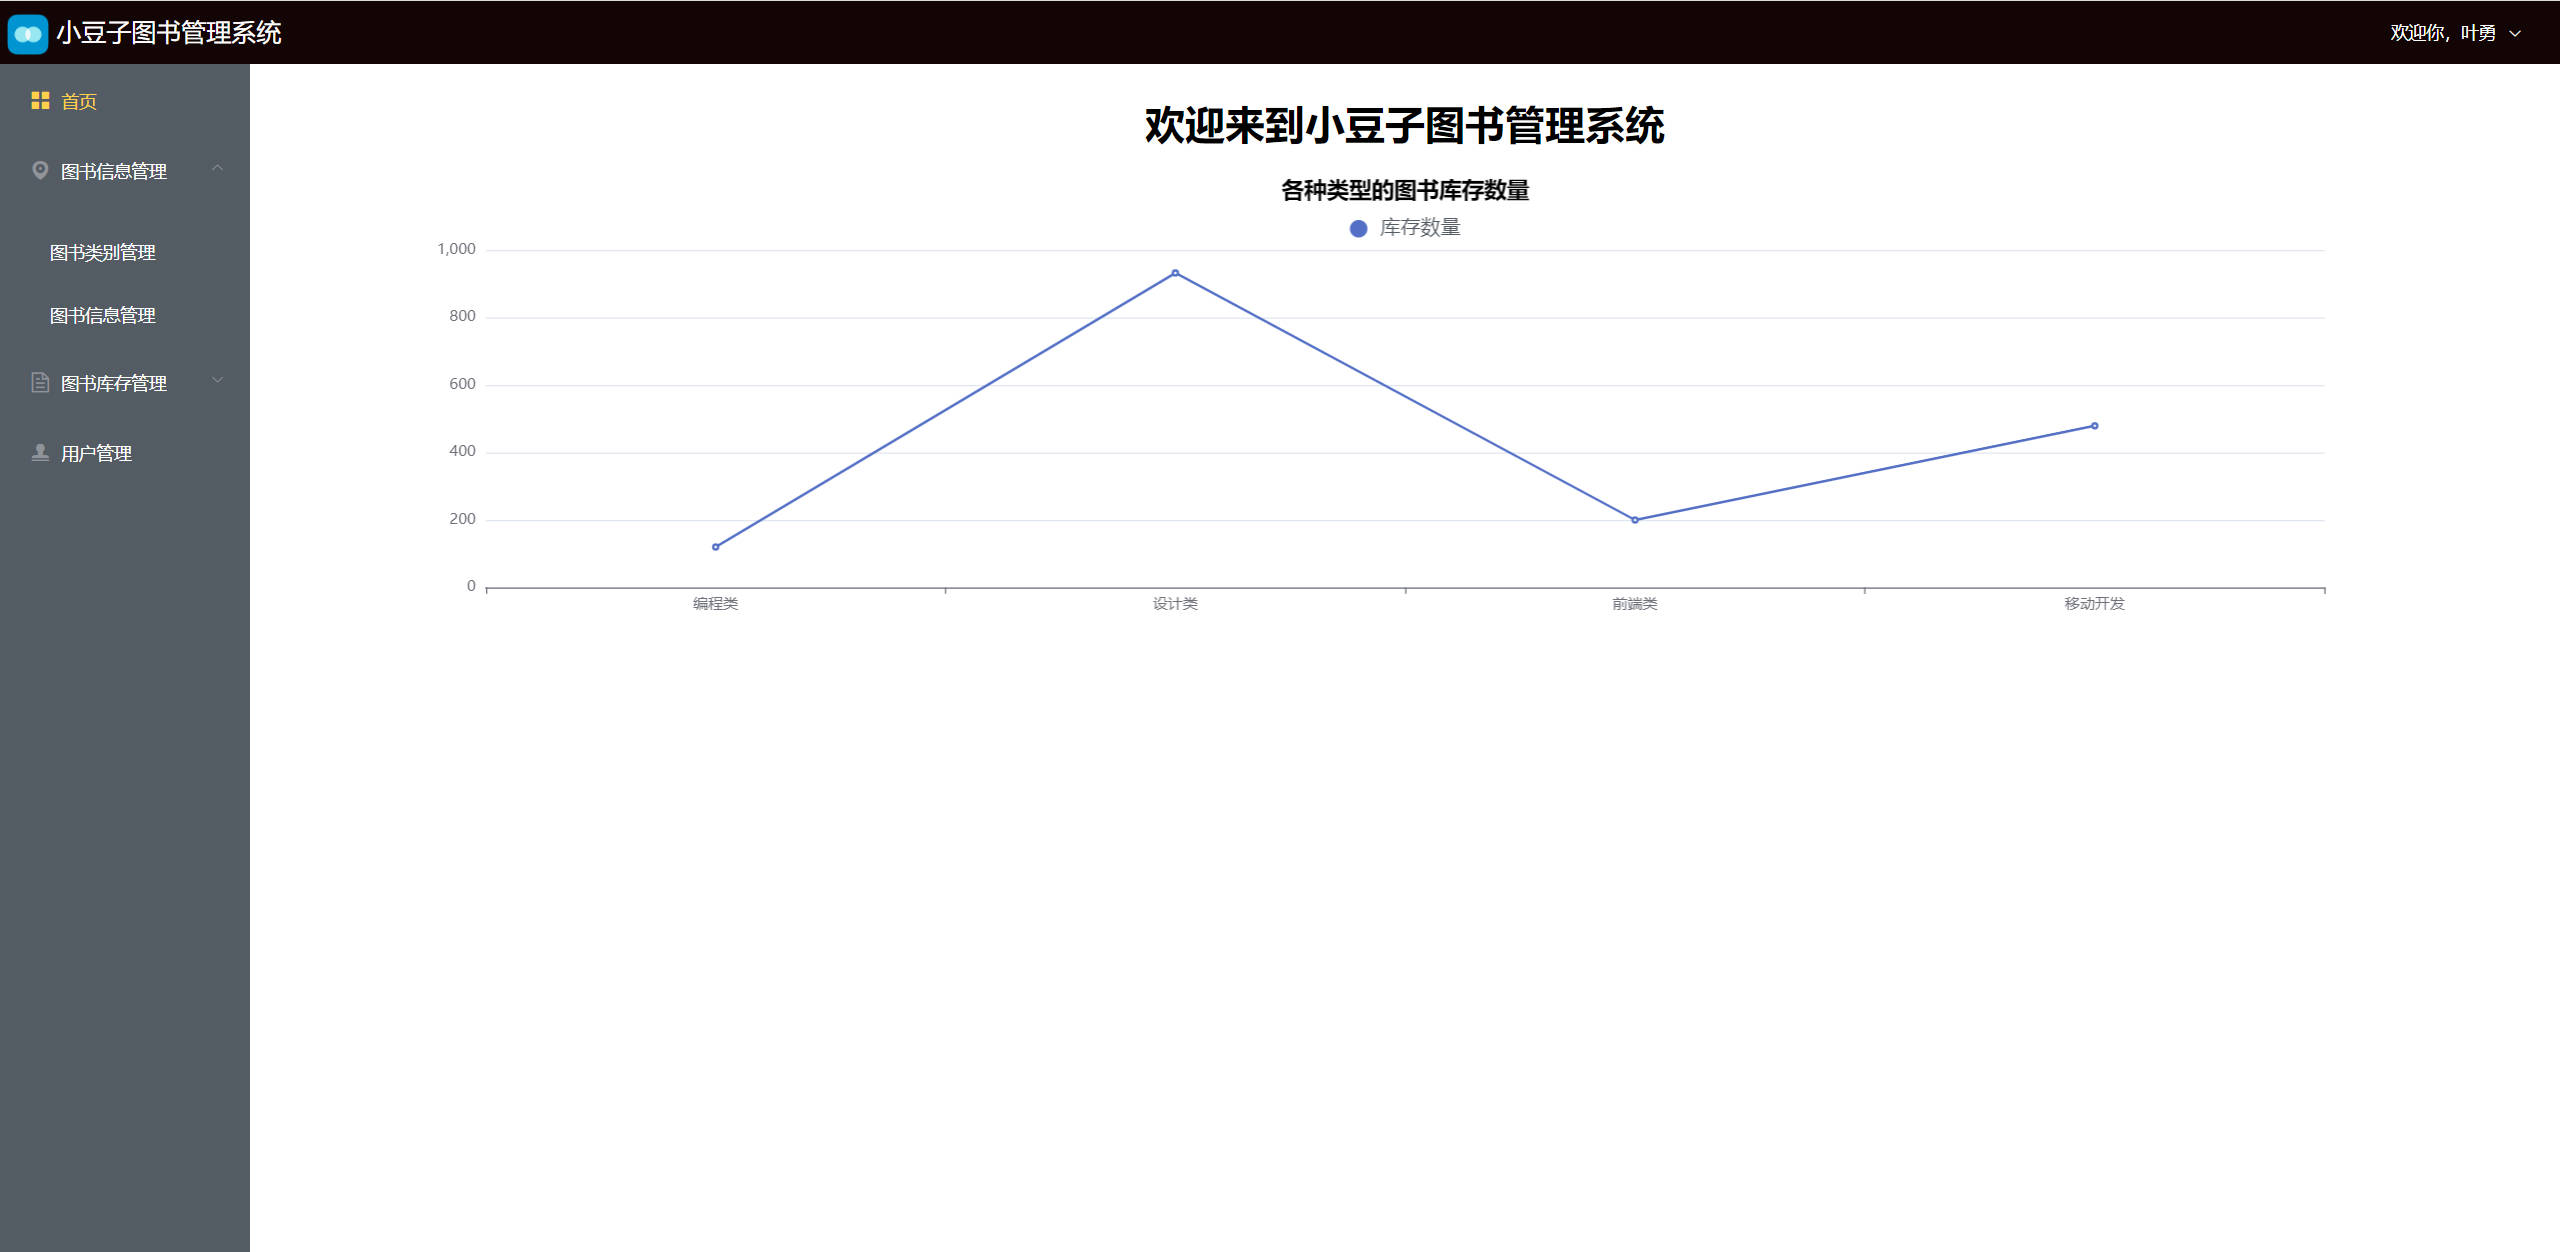 小豆子图书管理系统
欢迎你，叶勇
首页
图书信息管理
图书类别管理
图书信息管理
图书库存管理
用户管理
欢迎来到小豆子图书管理系统
各种类型的图书库存数量
库存数量
1,000
800
600
400
200
0
编程类 设计类 前端类 移动开发